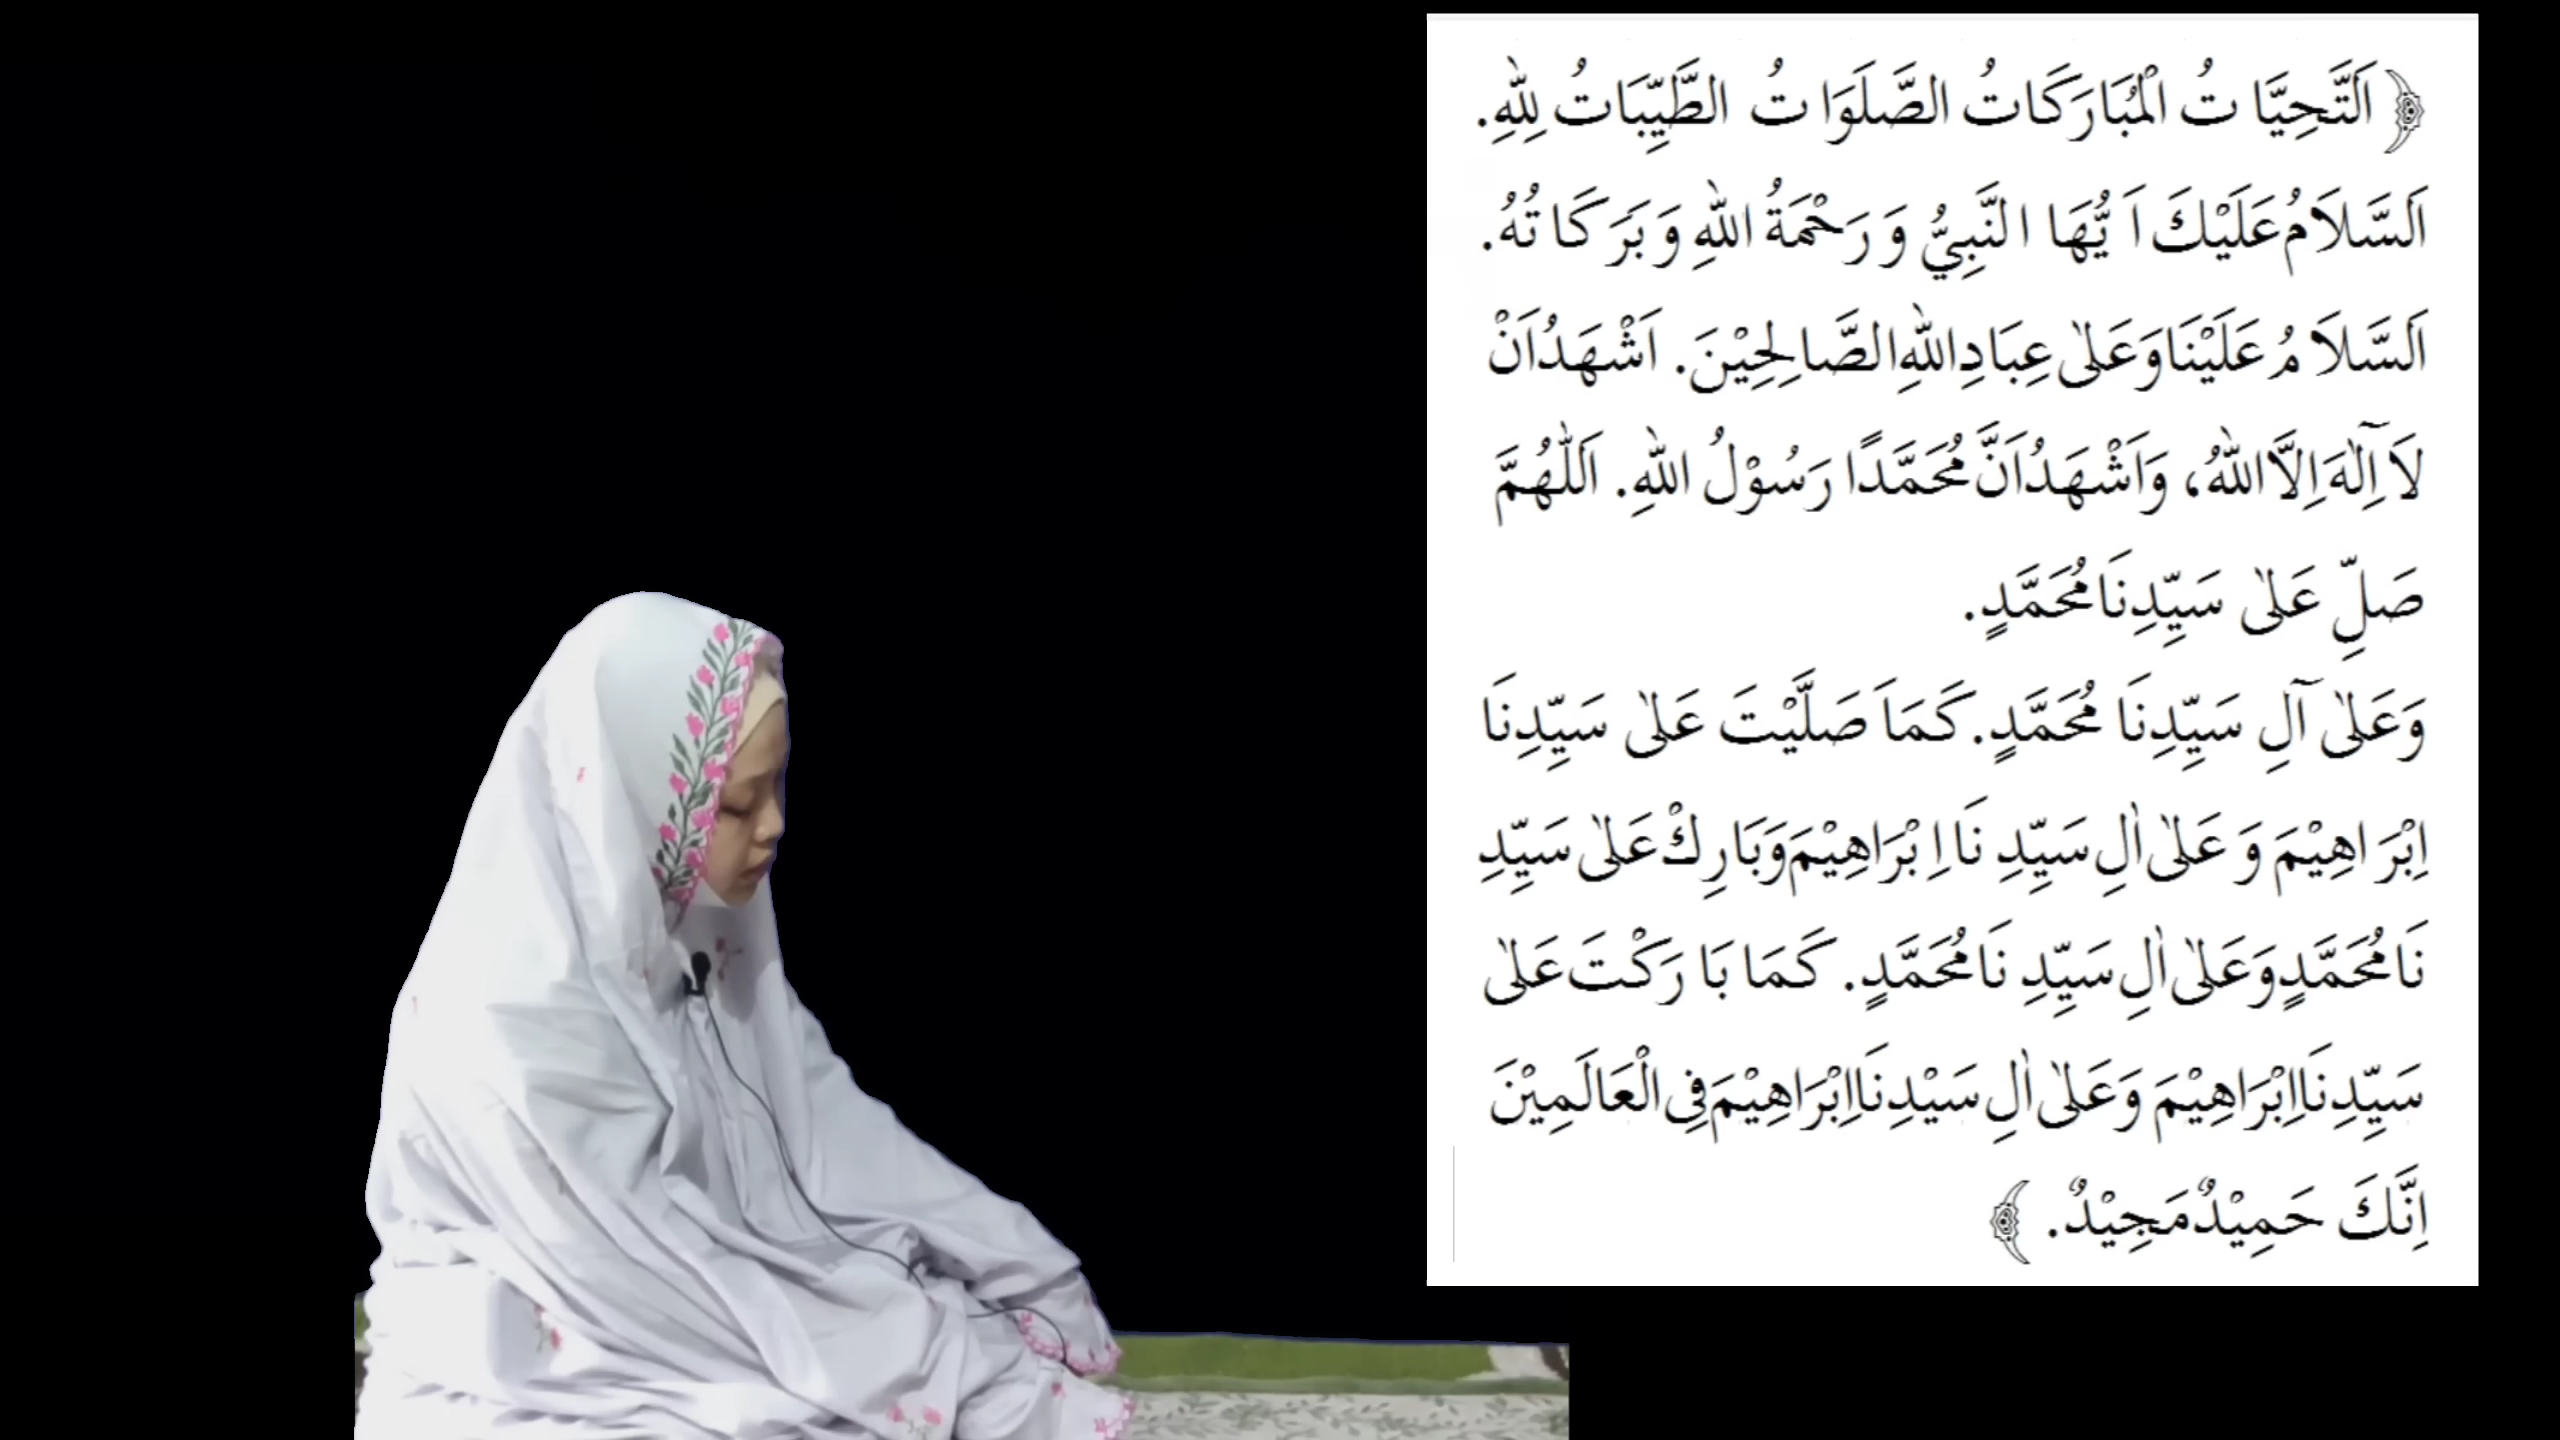 ﴿ اَلتَّحِيَّا تُ الْمُبَارَكَاتُ الصَّلَوَا تُ الطَّيِّبَاتُ لِلّٰهِ.
اَلسَّلَامُ عَلَيْكَ اَ يُّهَا النَّبِيُّ وَ رَحْمَةُ اللّٰهِ وَ بَرَكَا تُهُ.
اَلسَّلَا مُ عَلَيْنَا وَعَلٰى عِبَادِ اللّٰهِ الصَّالِحِيْنَ. اَشْهَدُ اَنْ
لَآ اِلٰهَ اِلَّا اللّٰهُ، وَاَشْهَدُ اَنَّ مُحَمَّدًا رَسُوْلُ اللّٰهِ. اَللّٰهُمَّ
صَلِّ عَلٰى سَيِّدِنَا مُحَمَّدٍ.
وَعَلٰى آلِ سَيِّدِنَا مُحَمَّدٍ. كَمَاَ صَلَّيْتَ عَلٰى سَيِّدِنَا
اِبْرَاهِيْمَ وَ عَلٰى اٰلِ سَيِّدِ نَا اِبْرَاهِيْمَ وَبَارِكْ عَلٰى سَيِّدِ
نَا مُحَمَّدٍ وَعَلٰى اٰلِ سَيِّدِ نَا مُحَمَّدٍ. كَمَا بَا رَكْتَ عَلٰى
سَيِّدِنَا اِبْرَاهِيْمَ وَعَلٰى اٰلِ سَيْدِنَا اِبْرَاهِيْمَ فِى الْعَالَمِيْنَ
اِنَّكَ حَمِيْدٌ مَجِيْدٌ. ﴾